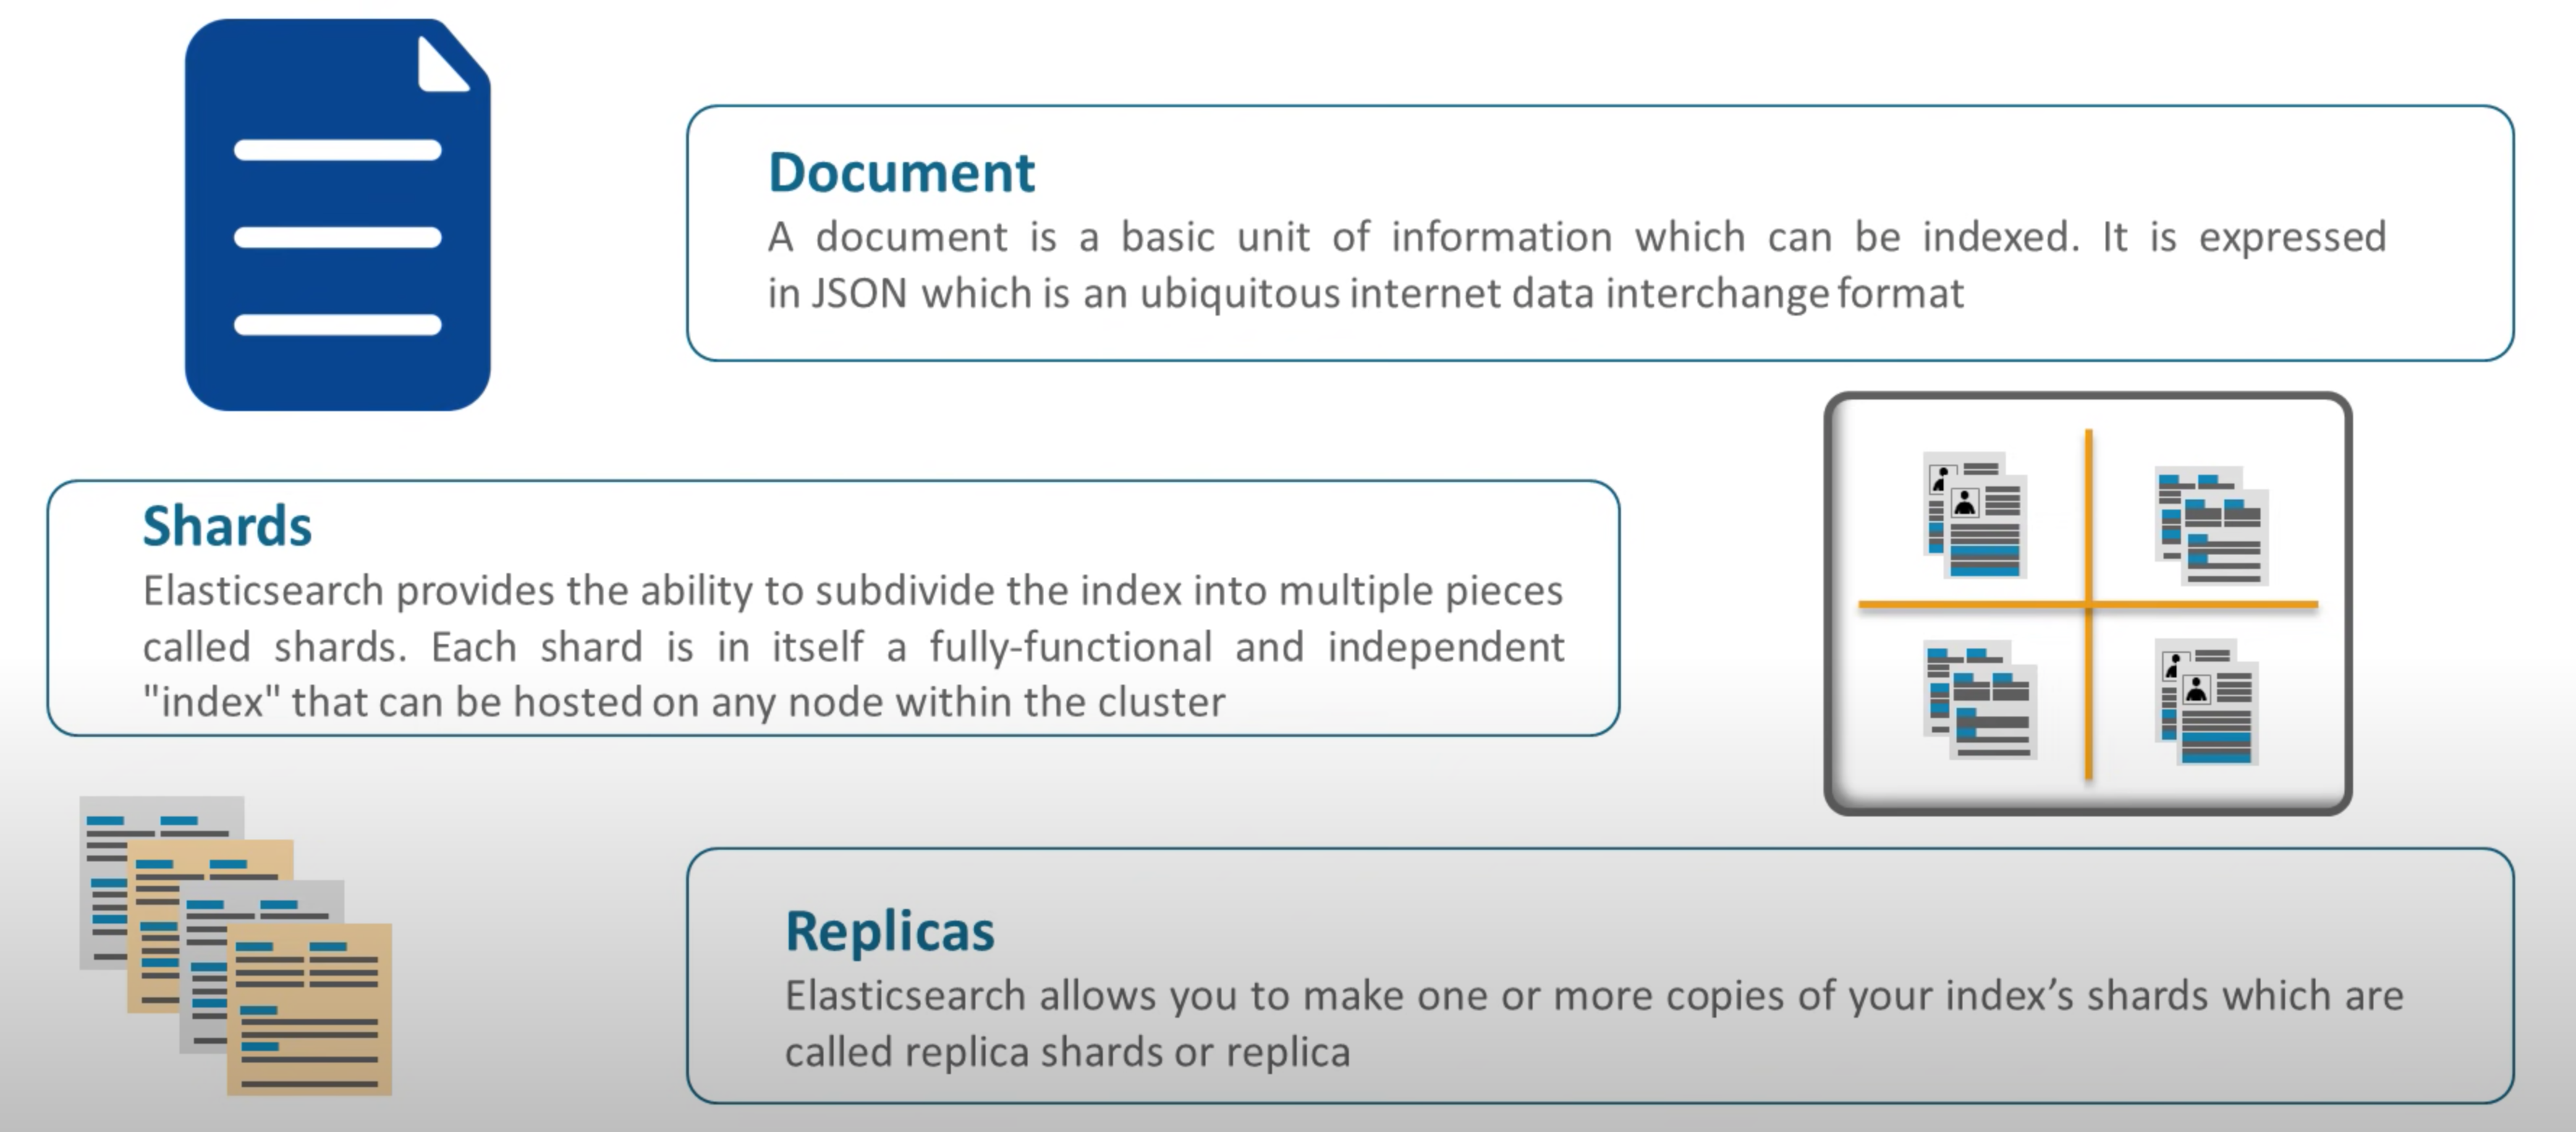 Document
A document is a basic unit of information which can be indexed. It is expressed
in JSON which is an ubiquitous internet data interchange format
Shards
Elasticsearch provides the ability to subdivide the index into multiple pieces
called shards. Each shard is in itself a fully-functional and independent
"index" that can be hosted on any node within the cluster
Replicas
Elasticsearch allows you to make one or more copies of your index’s shards which are
called replica shards or replica